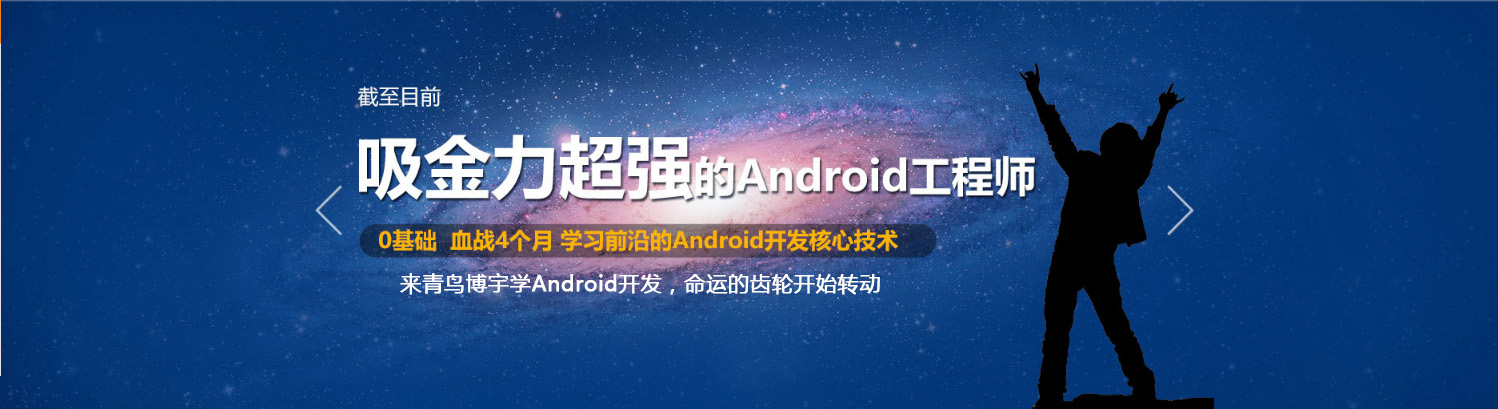 截至目前
吸金力超强的Android工程师
0基础 血战4个月 学习前沿的Android开发核心技术
来青鸟博宇学Android开发，命运的齿轮开始转动